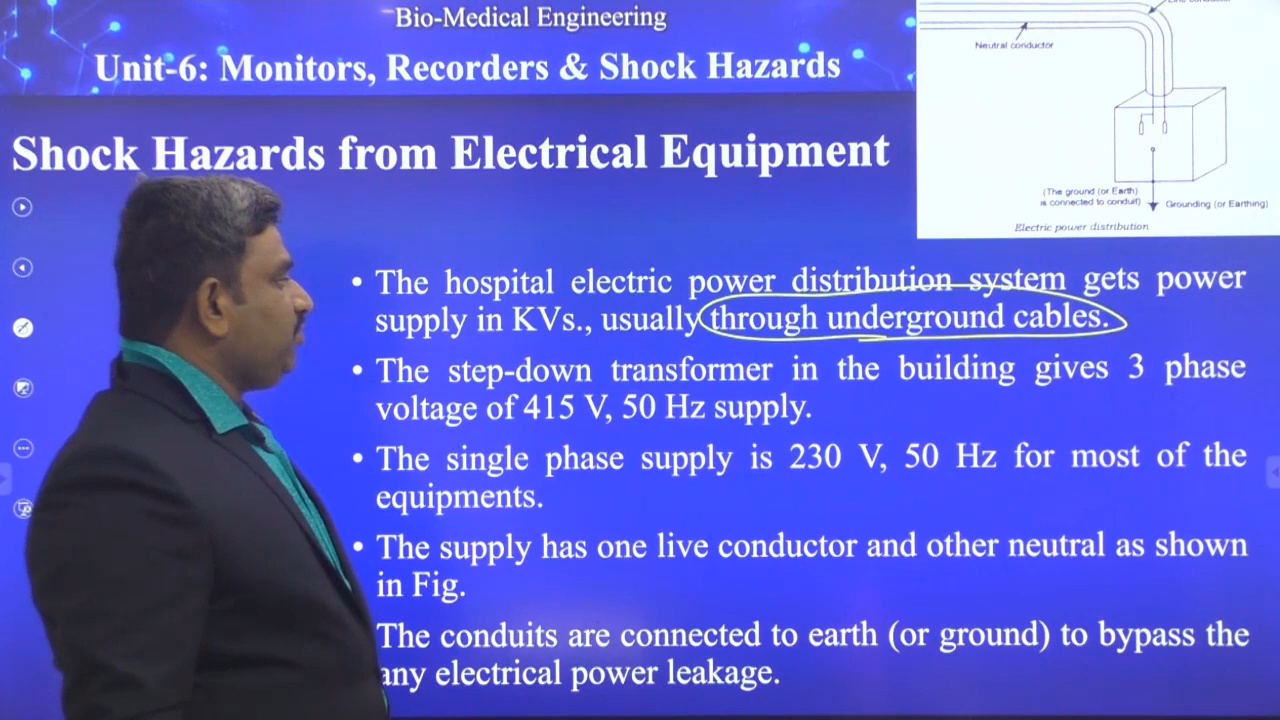 Bio-Medical Engineering
Unit-6: Monitors, Recorders & Shock Hazards
Neutral conductor
Shock Hazards from Electrical Equipment
(The ground (or Earth)
is connected to conduit)
Grounding (or Earthing)
Electric power distribution
• The hospital electric power distribution system gets power
supply in KVs., usually through underground cables.
• The step-down transformer in the building gives 3 phase
voltage of 415 V, 50 Hz supply.
• The single phase supply is 230 V, 50 Hz for most of the
equipments.
• The supply has one live conductor and other neutral as shown
in Fig.
The conduits are connected to earth (or ground) to bypass the
any electrical power leakage.